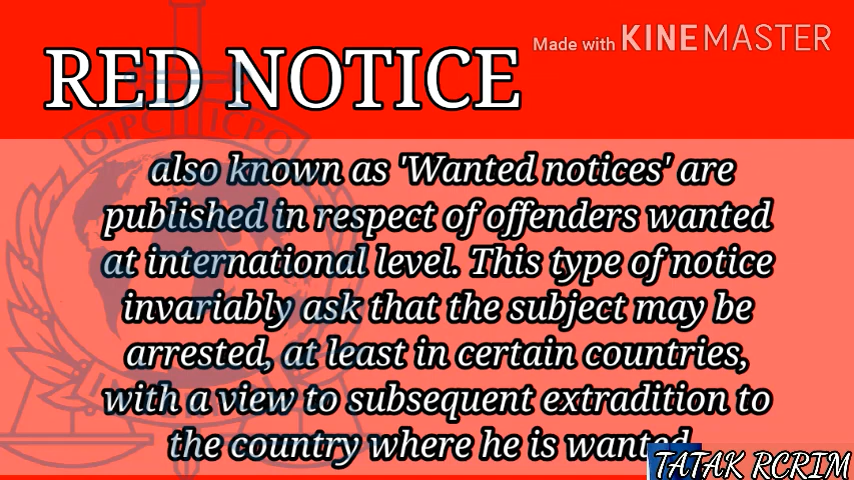 Made with KINEMASTER
RED NOTICE
also known as 'Wanted notices' are
published in respect of offenders wanted
at international level. This type of notice
invariably ask that the subject may be
arrested, at least in certain countries,
with a view to subsequent extradition to
the country where he is wanted
TATAK RCRIM
OIPC ICPO